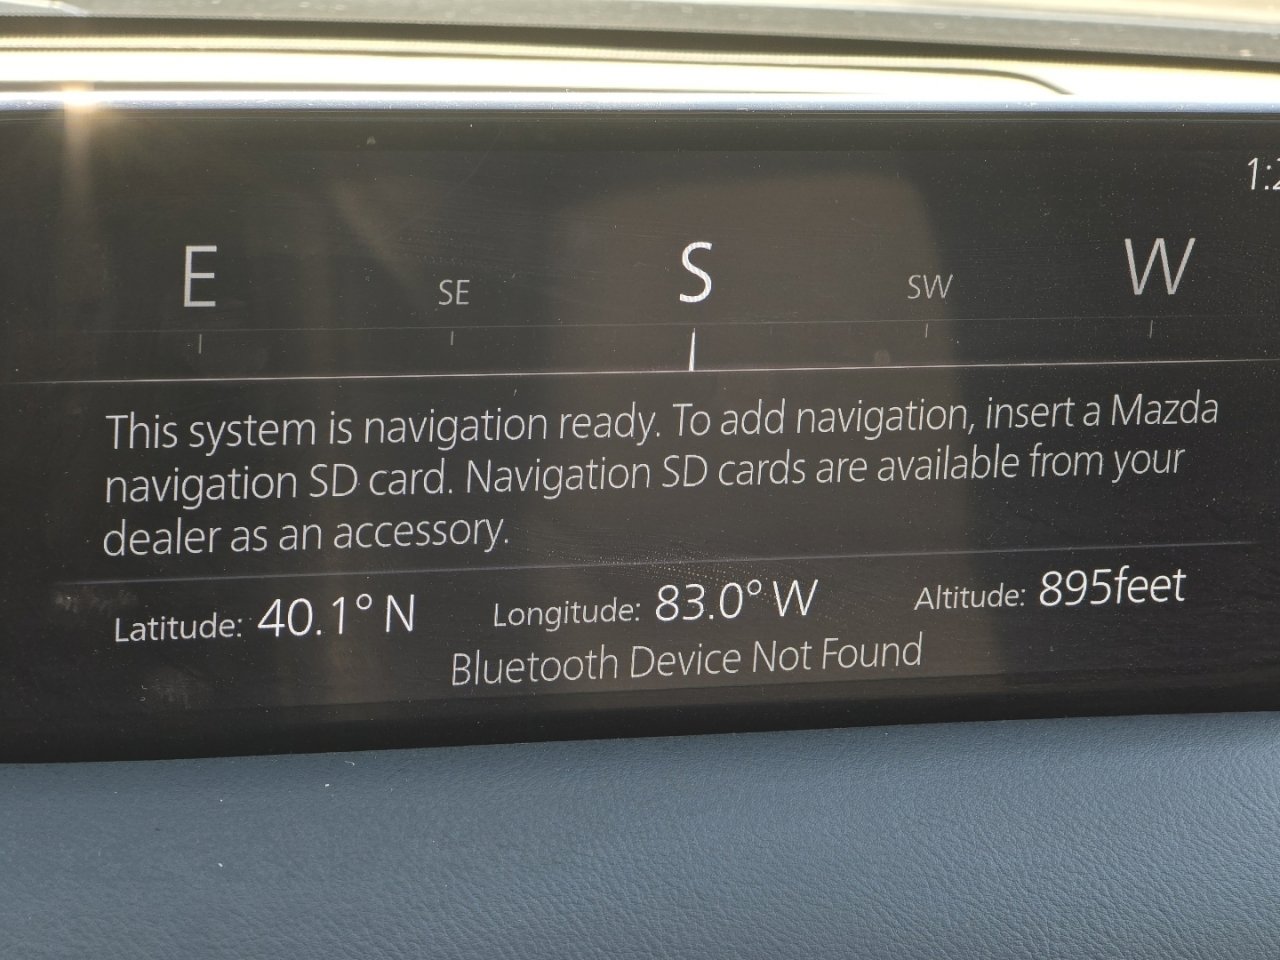 1:2
E SE S SW W
This system is navigation ready. To add navigation, insert a Mazda
navigation SD card. Navigation SD cards are available from your
dealer as an accessory.
Latitude: 40.1° N Longitude: 83.0° W Altitude: 895feet
Bluetooth Device Not Found